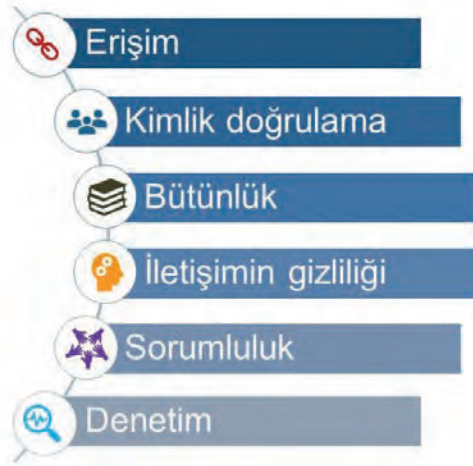 Erişim
Kimlik doğrulama
Bütünlük
İletişimin gizliliği
Sorumluluk
Denetim